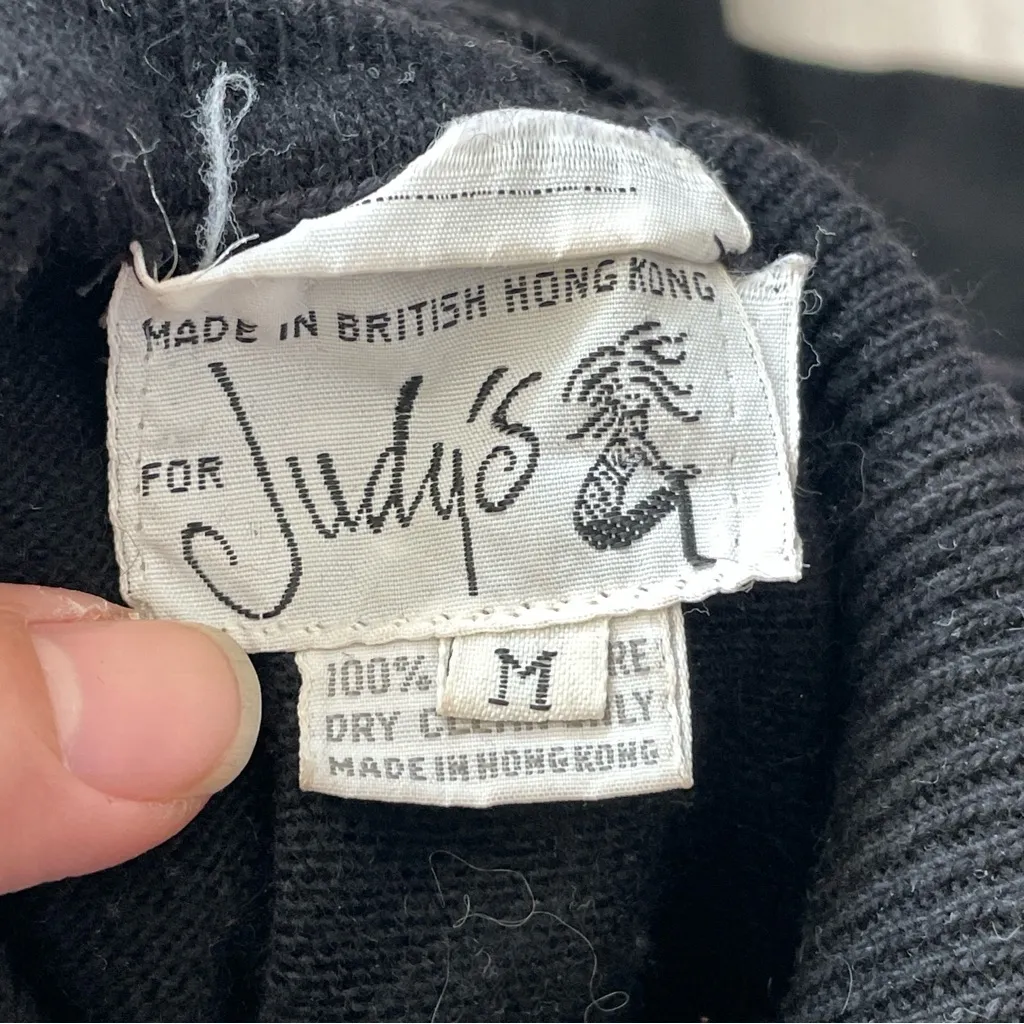 MADE IN BRITISH HONG KONG
FOR Judy's
M
100%
DRY
MADE IN HONG KONG